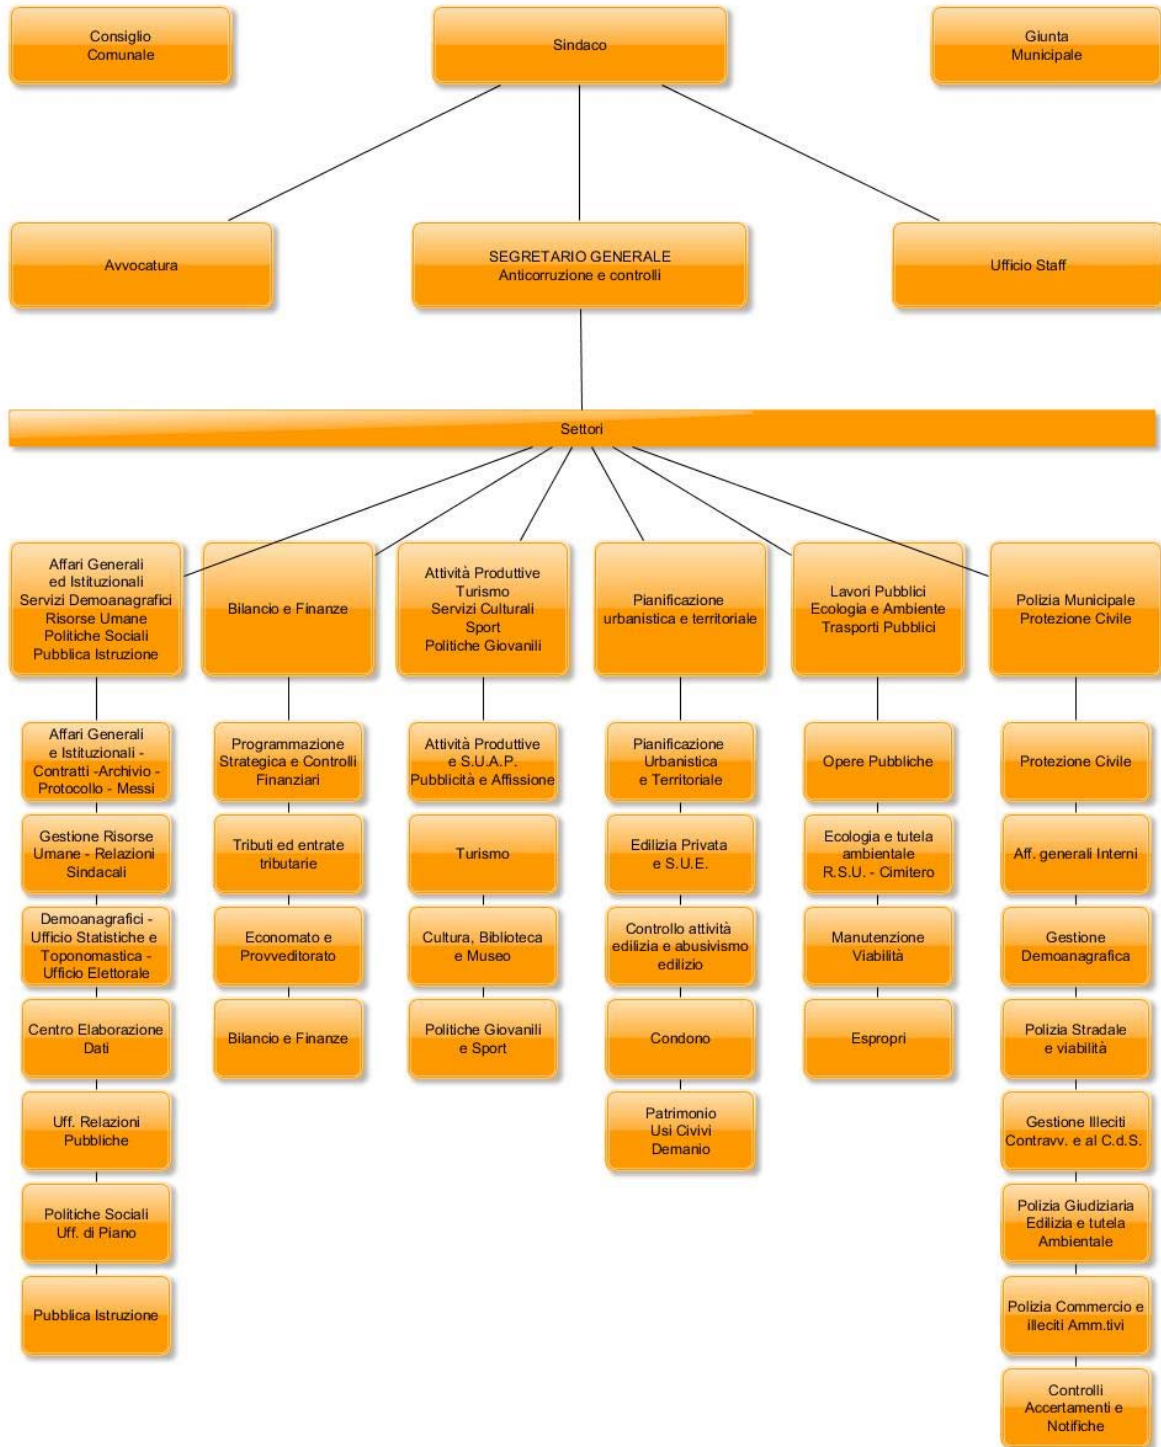 Consiglio
Comunale
Sindaco
Giunta
Municipale
Avvocatura
SEGRETARIO GENERALE
Anticorruzione e controlli
Ufficio Staff
Settori
Affari Generali
ed Istituzionali
Servizi Demoanagrafici
Risorse Umane
Politiche Sociali
Pubblica Istruzione
Bilancio e Finanze
Attività Produttive
Turismo
Servizi Culturali
Sport
Politiche Giovanili
Pianificazione
urbanistica e territoriale
Lavori Pubblici
Ecologia e Ambiente
Trasporti Pubblici
Polizia Municipale
Protezione Civile
Affari Generali
e Istituzionali -
Contratti -Archivio -
Protocollo - Messi
Programmazione
Strategica e Controlli
Finanziari
Attività Produttive
e S.U.A.P.
Pubblicità e Affissione
Pianificazione
Urbanistica
e Territoriale
Opere Pubbliche
Protezione Civile
Gestione Risorse
Umane - Relazioni
Sindacali
Tributi ed entrate
tributarie
Turismo
Edilizia Privata
e S.U.E.
Ecologia e tutela
ambientale
R.S.U. - Cimitero
Aff. generali Interni
Demoanagrafici -
Ufficio Statistiche e
Toponomastica -
Ufficio Elettorale
Economato e
Provveditorato
Cultura, Biblioteca
e Museo
Controllo attività
edilizia e abusivismo
edilizio
Manutenzione
Viabilità
Gestione
Demoanagrafica
Centro Elaborazione
Dati
Bilancio e Finanze
Politiche Giovanili
e Sport
Condono
Espropri
Polizia Stradale
e viabilità
Uff. Relazioni
Pubbliche
Patrimonio
Usi Civivi
Demanio
Gestione Illeciti
Contravv. e al C.d.S.
Politiche Sociali
Uff. di Piano
Polizia Giudiziaria
Edilizia e tutela
Ambientale
Pubblica Istruzione
Polizia Commercio e
illeciti Amm.tivi
Controlli
Accertamenti e
Notifiche